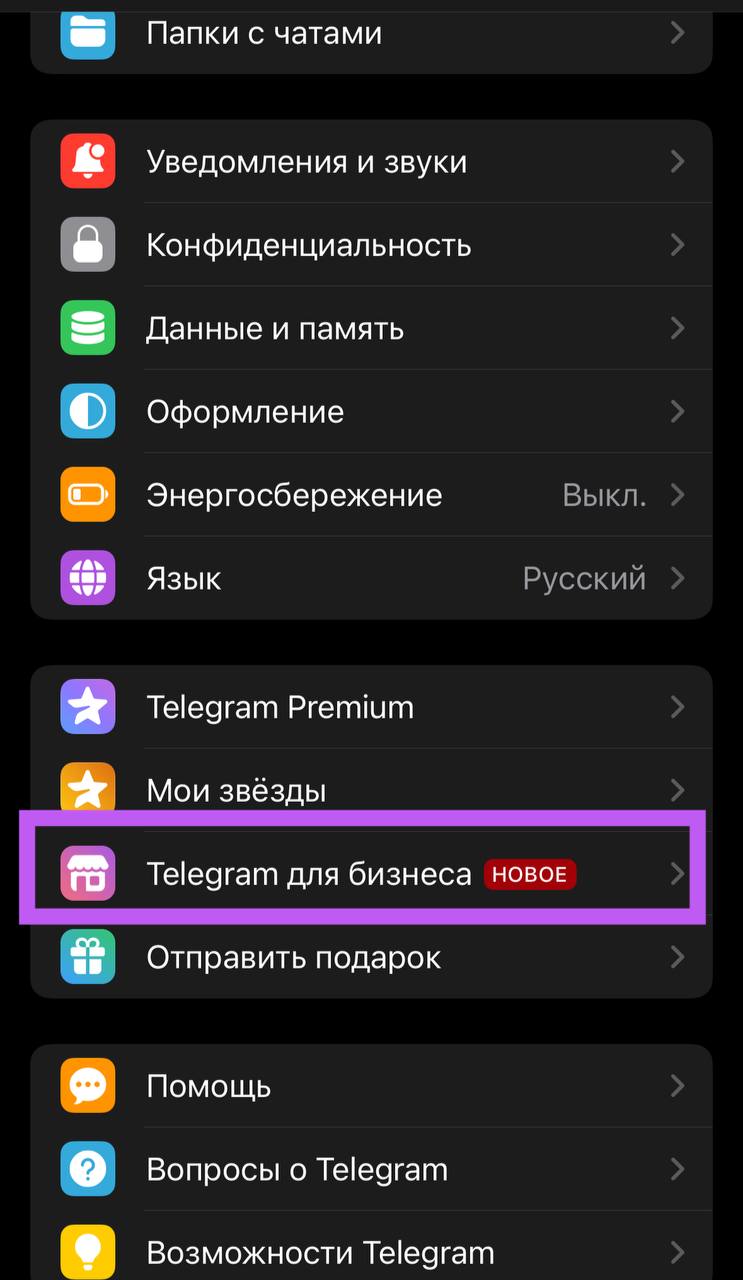 Папки с чатами
Уведомления и звуки
Конфиденциальность
Данные и память
Оформление
Энергосбережение Выкл.
Язык Русский
Telegram Premium
Мои звёзды
Telegram для бизнеса НОВОЕ
Отправить подарок
Помощь
Вопросы о Telegram
Возможности Telegram